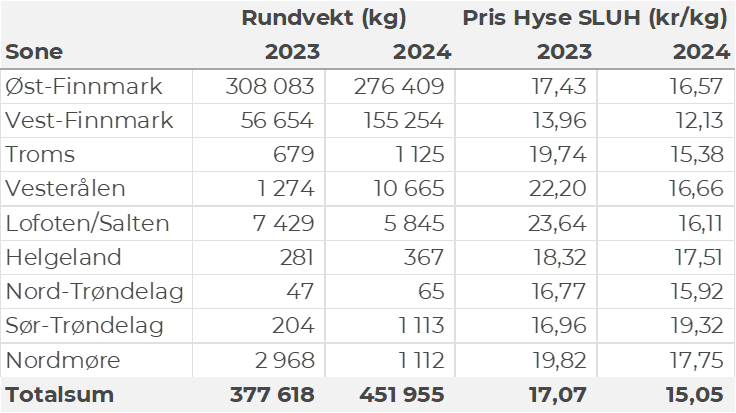 Rundvekt (kg) Pris Hyse SLUH (kr/kg)
Sone 2023 2024 2023 2024
Øst-Finnmark 308 083 276 409 17,43 16,57
Vest-Finnmark 56 654 155 254 13,96 12,13
Troms 679 1 125 19,74 15,38
Vesterålen 1 274 10 665 22,20 16,66
Lofoten/Salten 7 429 5 845 23,64 16,11
Helgeland 281 367 18,32 17,51
Nord-Trøndelag 47 65 16,77 15,92
Sør-Trøndelag 204 1 113 16,96 19,32
Nordmøre 2 968 1 112 19,82 17,75
Totalsum 377 618 451 955 17,07 15,05